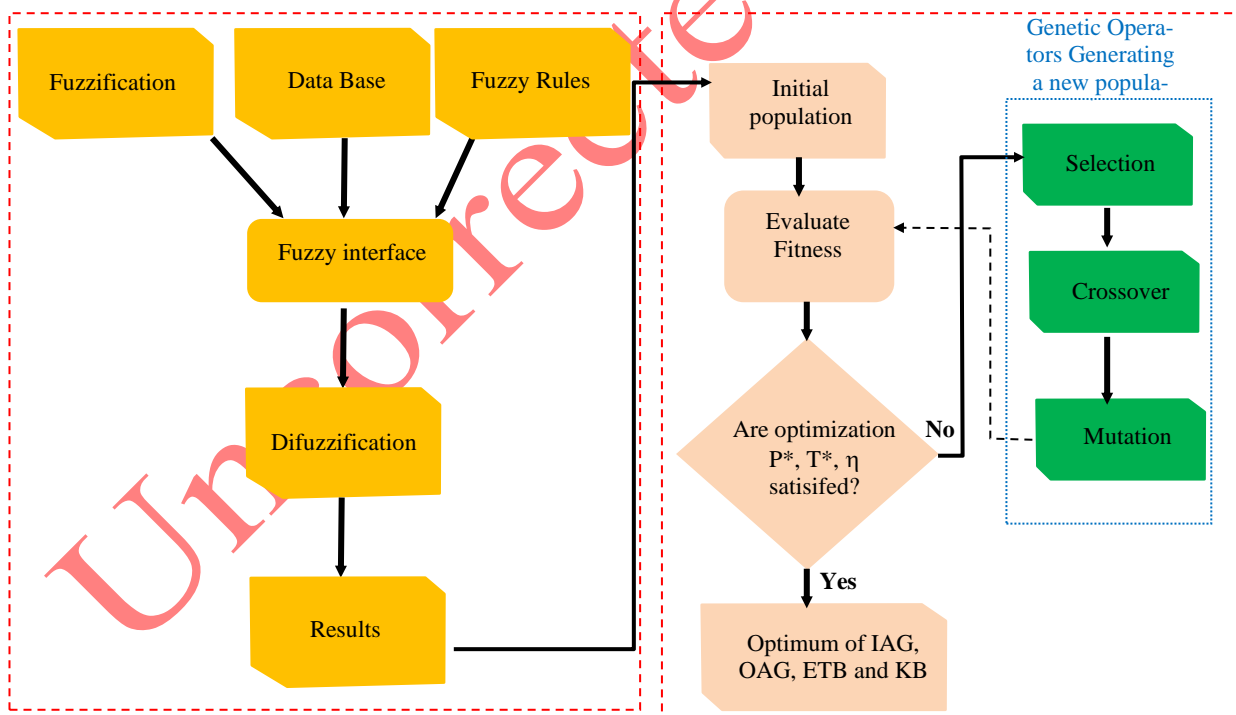 Fuzzification
Data Base
Fuzzy Rules
Fuzzy interface
Difuzzification
Results
Initial
population
Evaluate
Fitness
Are optimization
P*, T*, η
satisifed?
No
Yes
Optimum of IAG,
OAG, ETB and KB
Genetic Opera-
tors Generating
a new popula-
Selection
Crossover
Mutation
Unorrecte